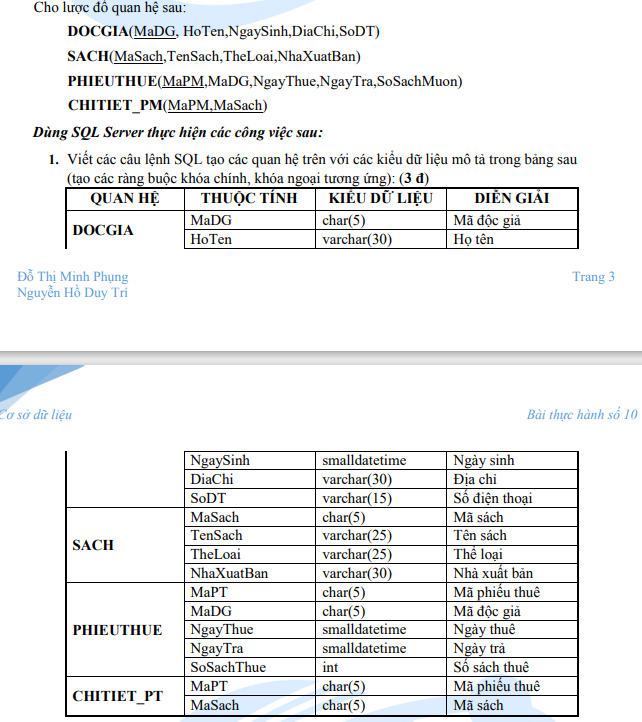 Cho lược đồ quan hệ sau:
DOCGIA(MaDG, HoTen,NgaySinh,DiaChi,SoDT)
SACH(MaSach,TenSach,TheLoai,NhaXuatBan)
PHIEUTHUE(MaPM,MaDG,NgayThue,NgayTra,SoSachMuon)
CHITIET_PM(MaPM,MaSach)
Dùng SQL Server thực hiện các công việc sau:
1. Viết các câu lệnh SQL tạo các quan hệ trên với các kiểu dữ liệu mô tả trong bảng sau
(tạo các ràng buộc khóa chính, khóa ngoại tương ứng): (3 đ)
QUAN HỆ THUỘC TÍNH KIỂU DỮ LIỆU DIỄN GIẢI
DOCGIA
MaDG char(5) Mã độc giả
HoTen varchar(30) Họ tên
Đỗ Thị Minh Phụng
Nguyễn Hồ Duy Trí
Trang 3
Cơ sở dữ liệu
Bài thực hành số 10
NgaySinh smalldatetime Ngày sinh
DiaChi varchar(30) Địa chỉ
SoDT varchar(15) Số điện thoại
SACH
MaSach char(5) Mã sách
TenSach varchar(25) Tên sách
TheLoai varchar(25) Thể loại
NhaXuatBan varchar(30) Nhà xuất bản
PHIEUTHUE
MaPT char(5) Mã phiếu thuê
MaDG char(5) Mã độc giả
NgayThue smalldatetime Ngày thuê
NgayTra smalldatetime Ngày trả
SoSachThue int Số sách thuê
CHITIET_PT
MaPT char(5) Mã phiếu thuê
MaSach char(5) Mã sách